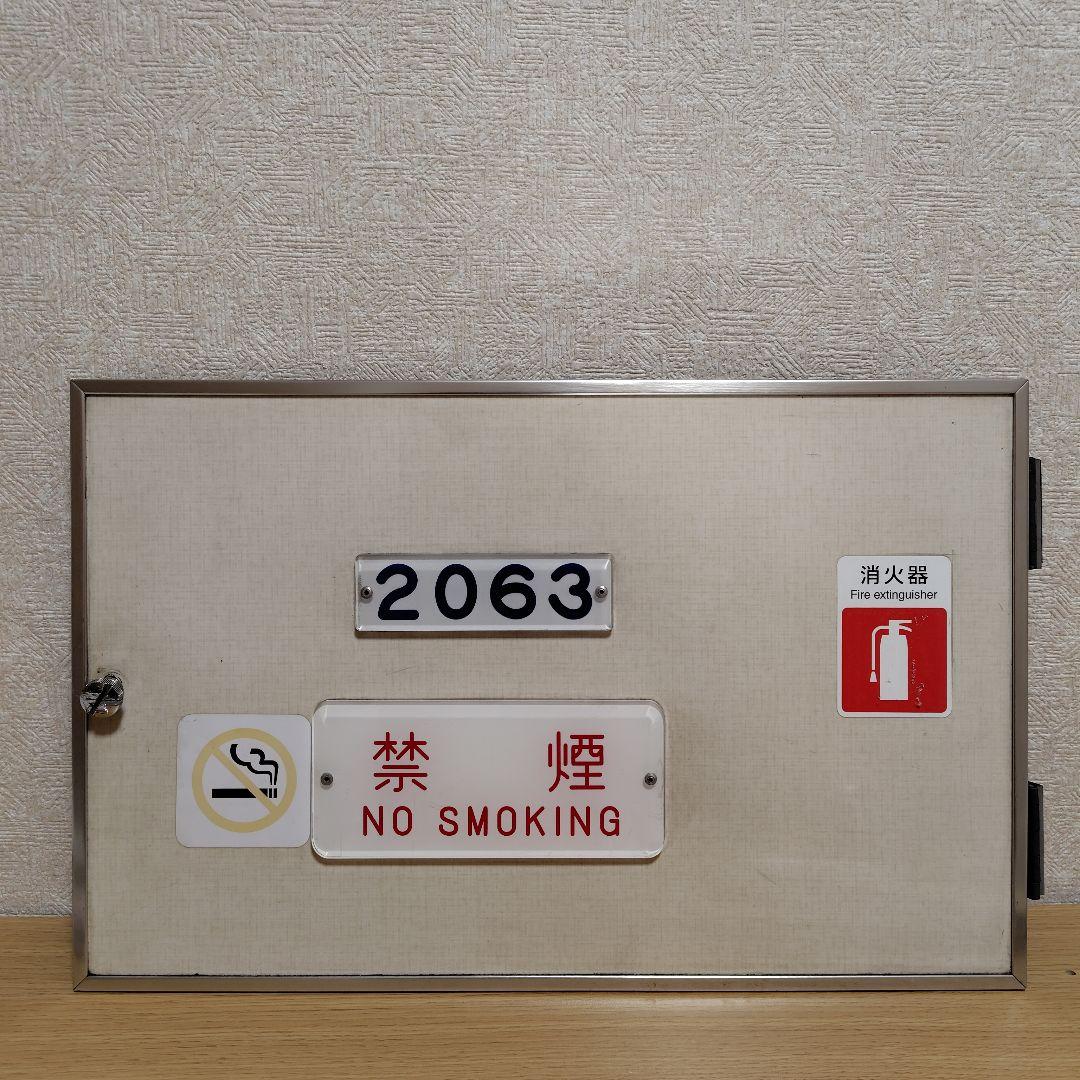 2063
消火器
Fire extinguisher
禁 煙
NO SMOKING